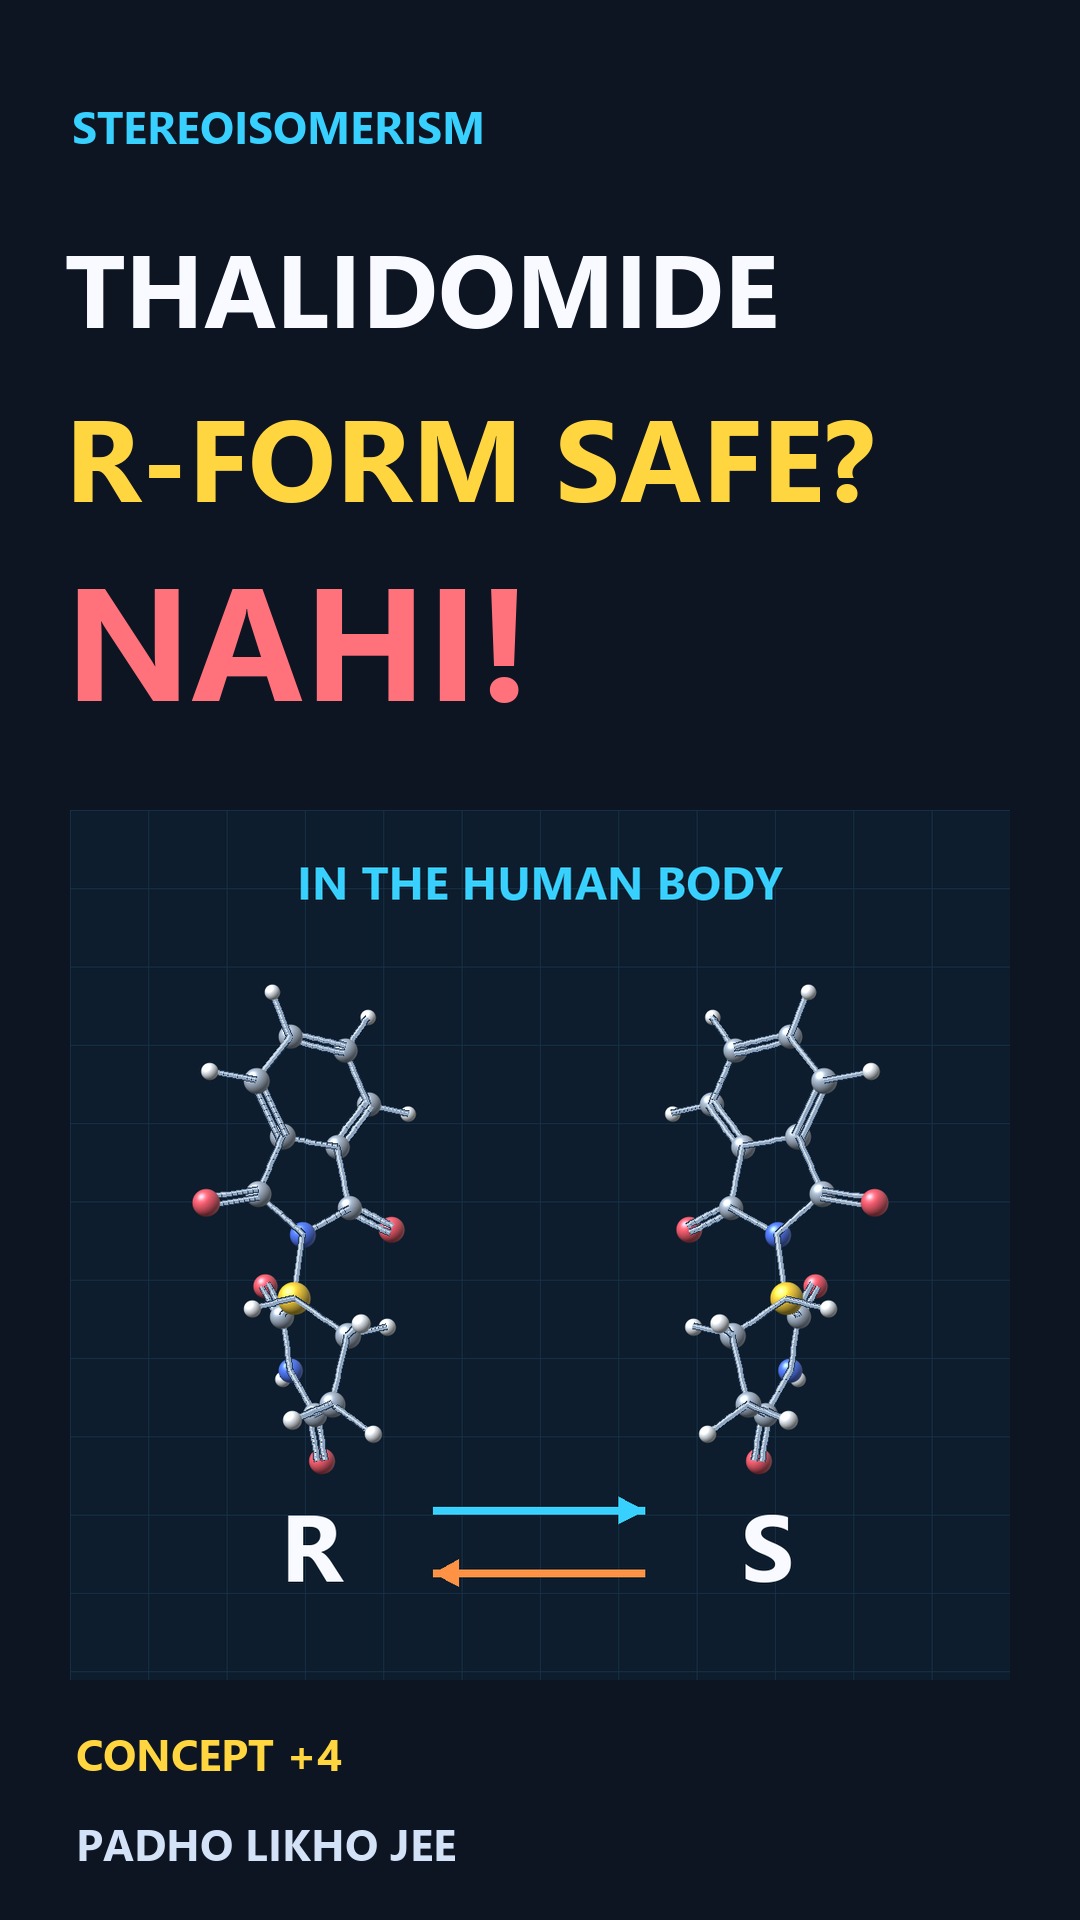 STEREOISOMERISM
THALIDOMIDE
R-FORM SAFE?
NAHI!
IN THE HUMAN BODY
R
S
CONCEPT +4
PADHO LIKHO JEE